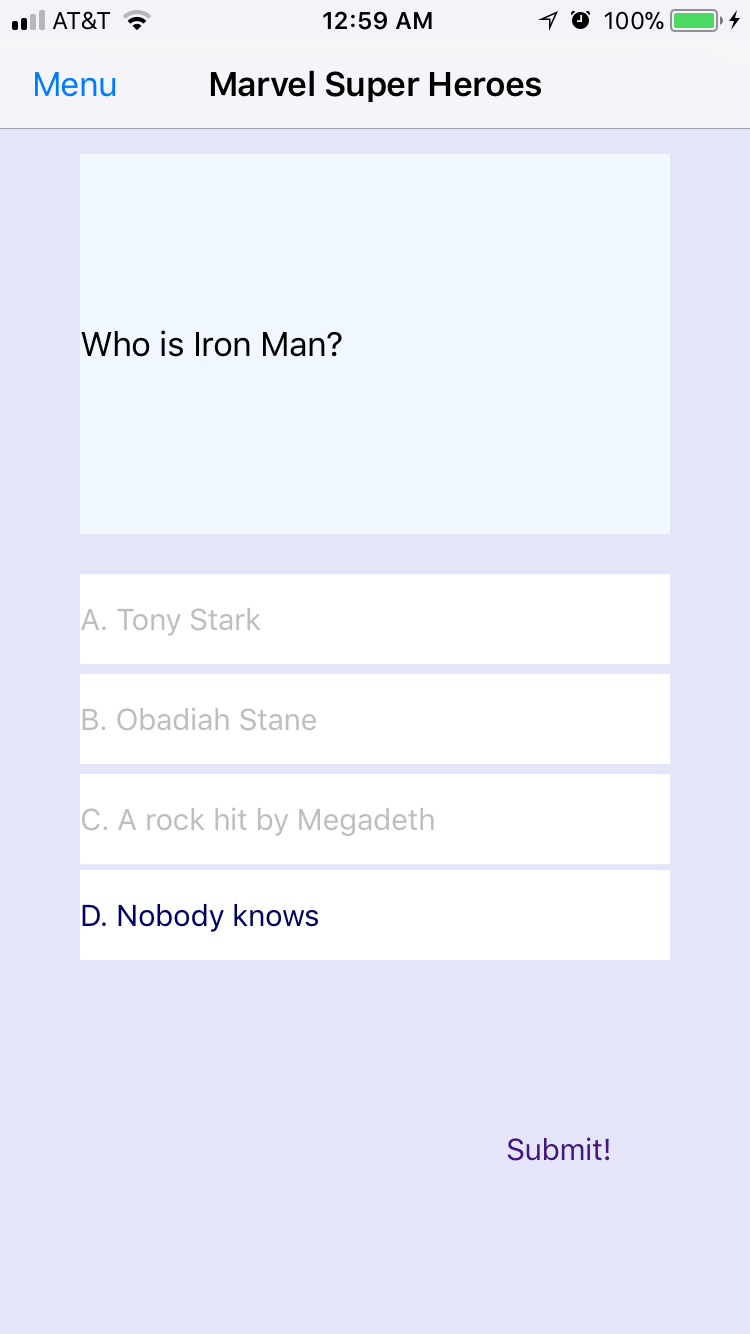 AT&T 12:59 AM 100%
Menu Marvel Super Heroes
Who is Iron Man?
A. Tony Stark
B. Obadiah Stane
C. A rock hit by Megadeth
D. Nobody knows
Submit!